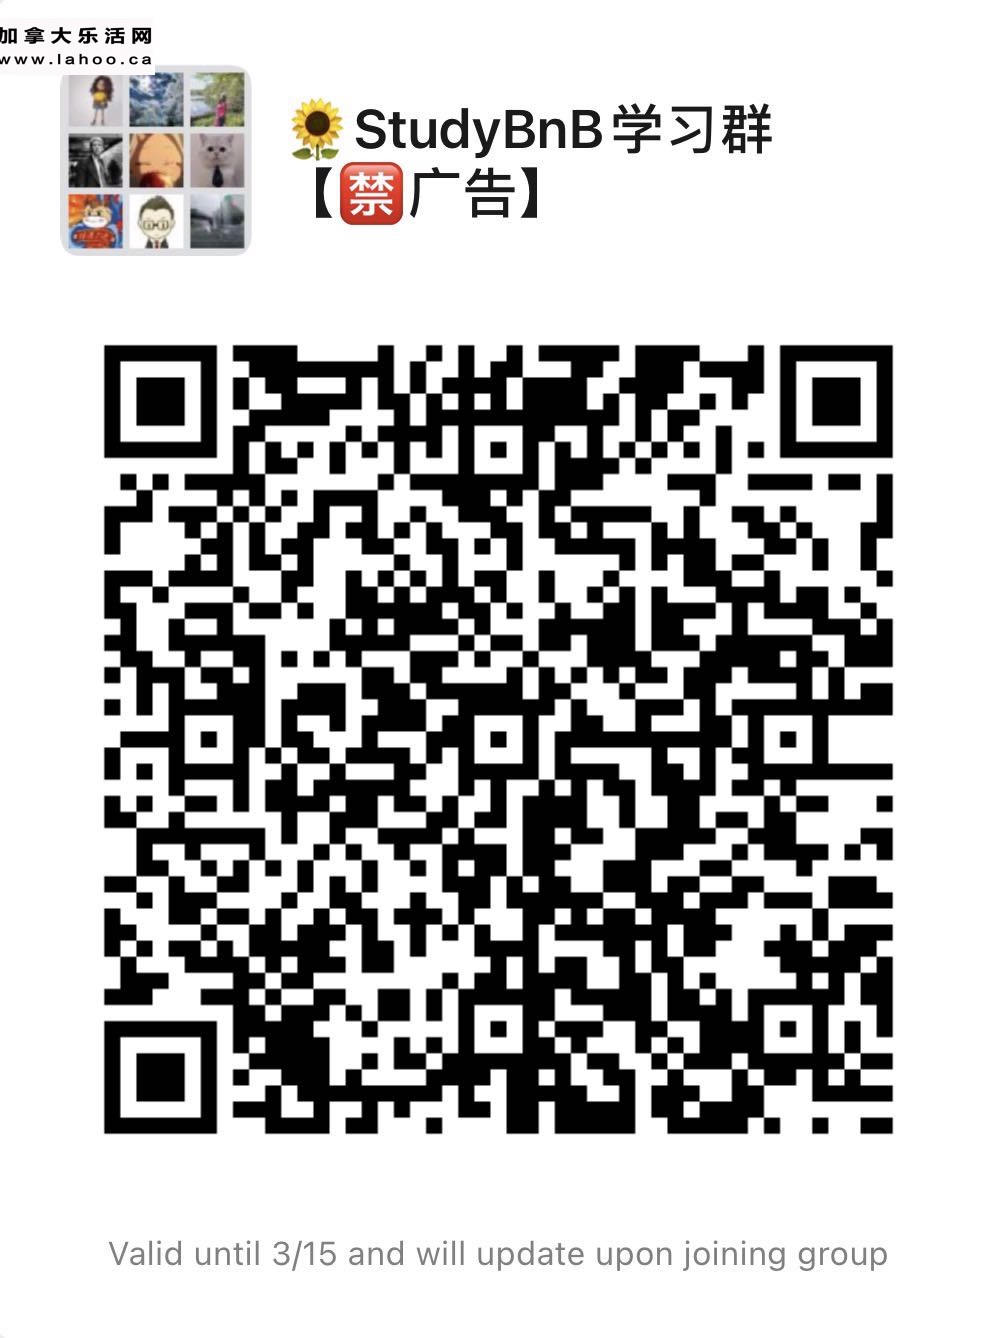 加拿大乐活网
www.lahoo.ca
🌻StudyBnB学习群
【🈲广告】
Valid until 3/15 and will update upon joining group